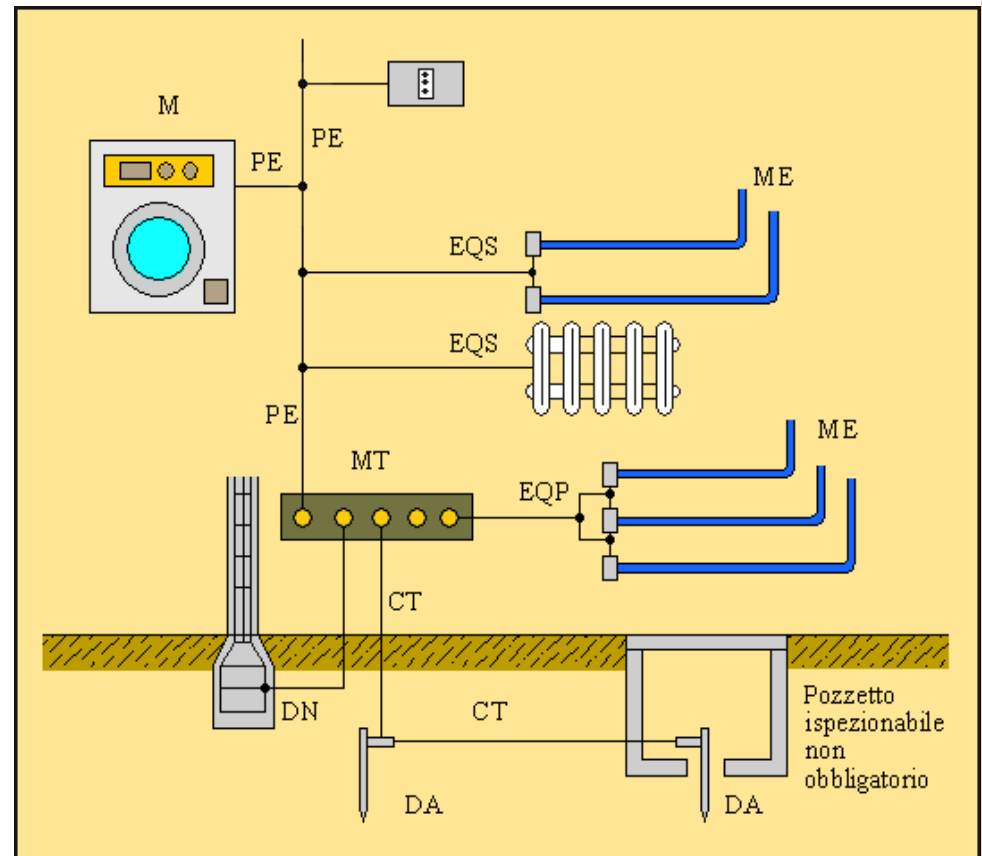 M
PE
PE
ME
EQS
EQS
PE
ME
MT
EQP
CT
DN
CT
Pozzetto
ispezionabile
non
obbligatorio
DA
DA